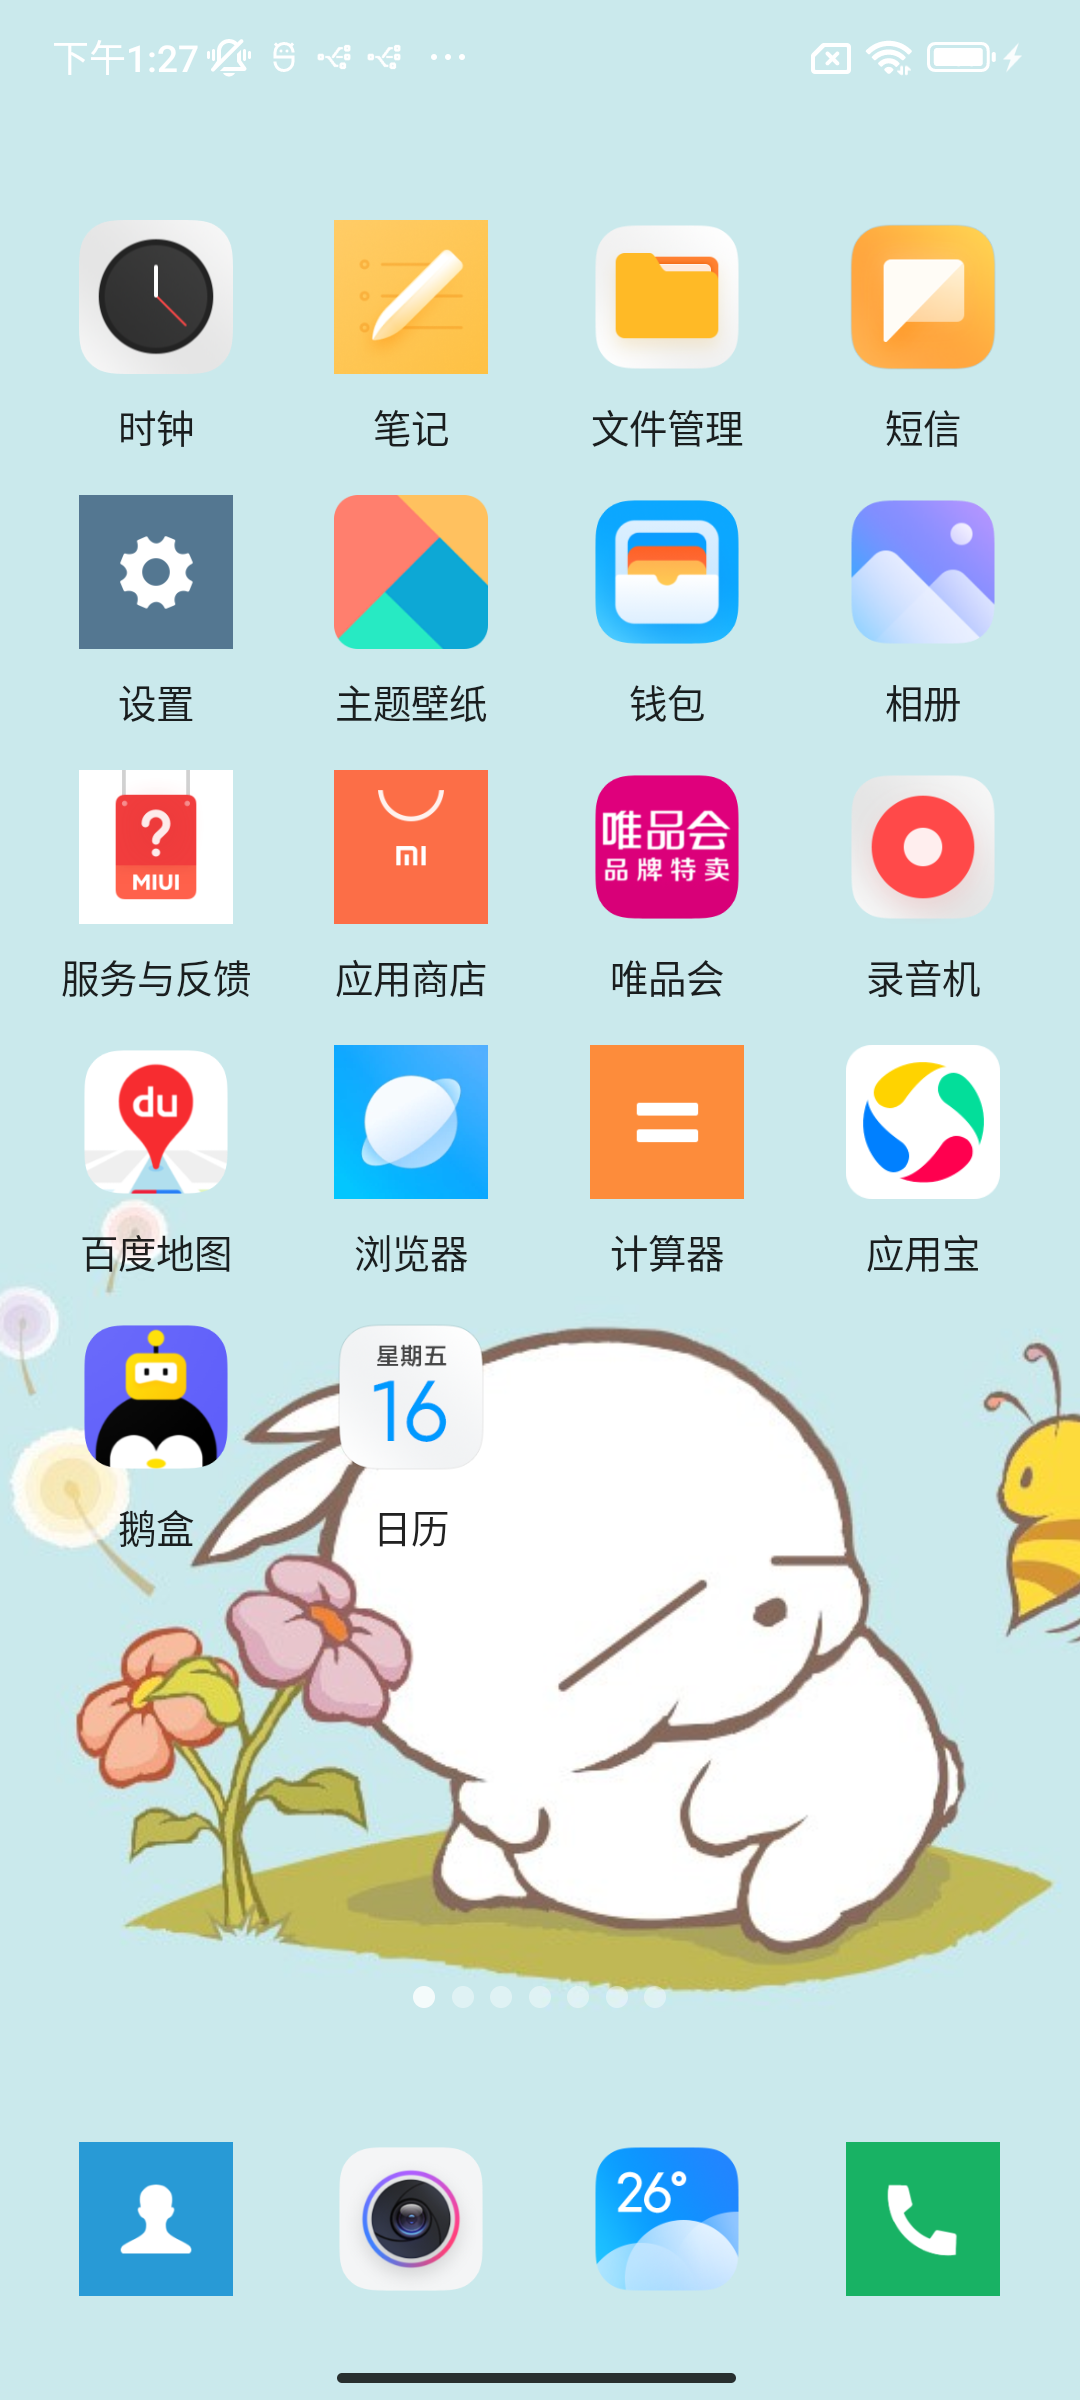 下午1:27
时钟
笔记
文件管理
短信
设置
主题壁纸
钱包
相册
?
MIUI
服务与反馈
mi
应用商店
唯品会
品牌特卖
唯品会
录音机
du
百度地图
浏览器
计算器
应用宝
鹅盒
星期五
16
日历
26°